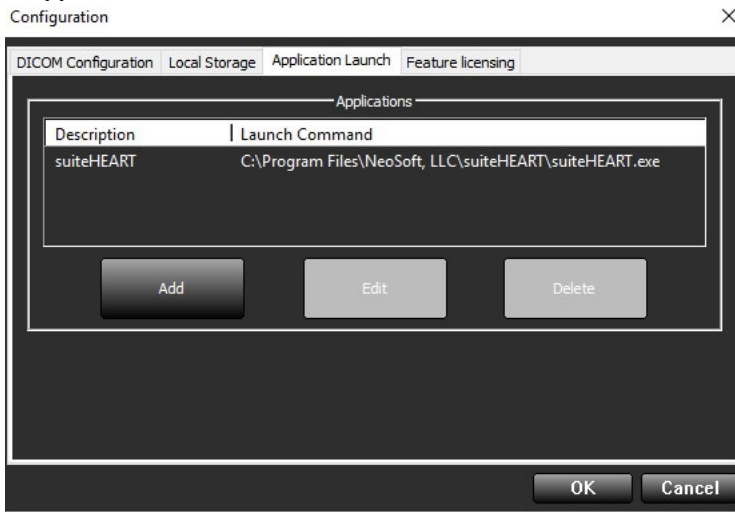 Configuration
DICOM Configuration Local Storage Application Launch Feature licensing
Applications
Description Launch Command
suiteHEART C:\Program Files\NeoSoft, LLC\suiteHEART\suiteHEART.exe
Add Edit Delete
OK Cancel